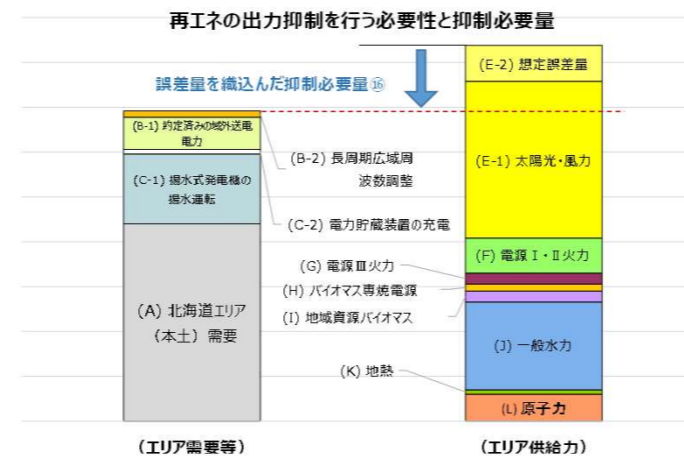 再エネの出力抑制を行う必要性と抑制必要量
(E-2) 想定誤差量
誤差量を織込んだ抑制必要量⑯
(B-1) 約定済みの域外送電
電力
(B-2) 長周期広域周
波数調整
(E-1) 太陽光・風力
(C-1) 揚水式発電機の
揚水運転
(C-2) 電力貯蔵装置の充電
(F) 電源Ⅰ・Ⅱ火力
(G) 電源Ⅲ火力
(H) バイオマス専焼電源
(I) 地域資源バイオマス
(A) 北海道エリア
(本土) 需要
(J) 一般水力
(K) 地熱
(L) 原子力
(エリア需要等)
(エリア供給力)